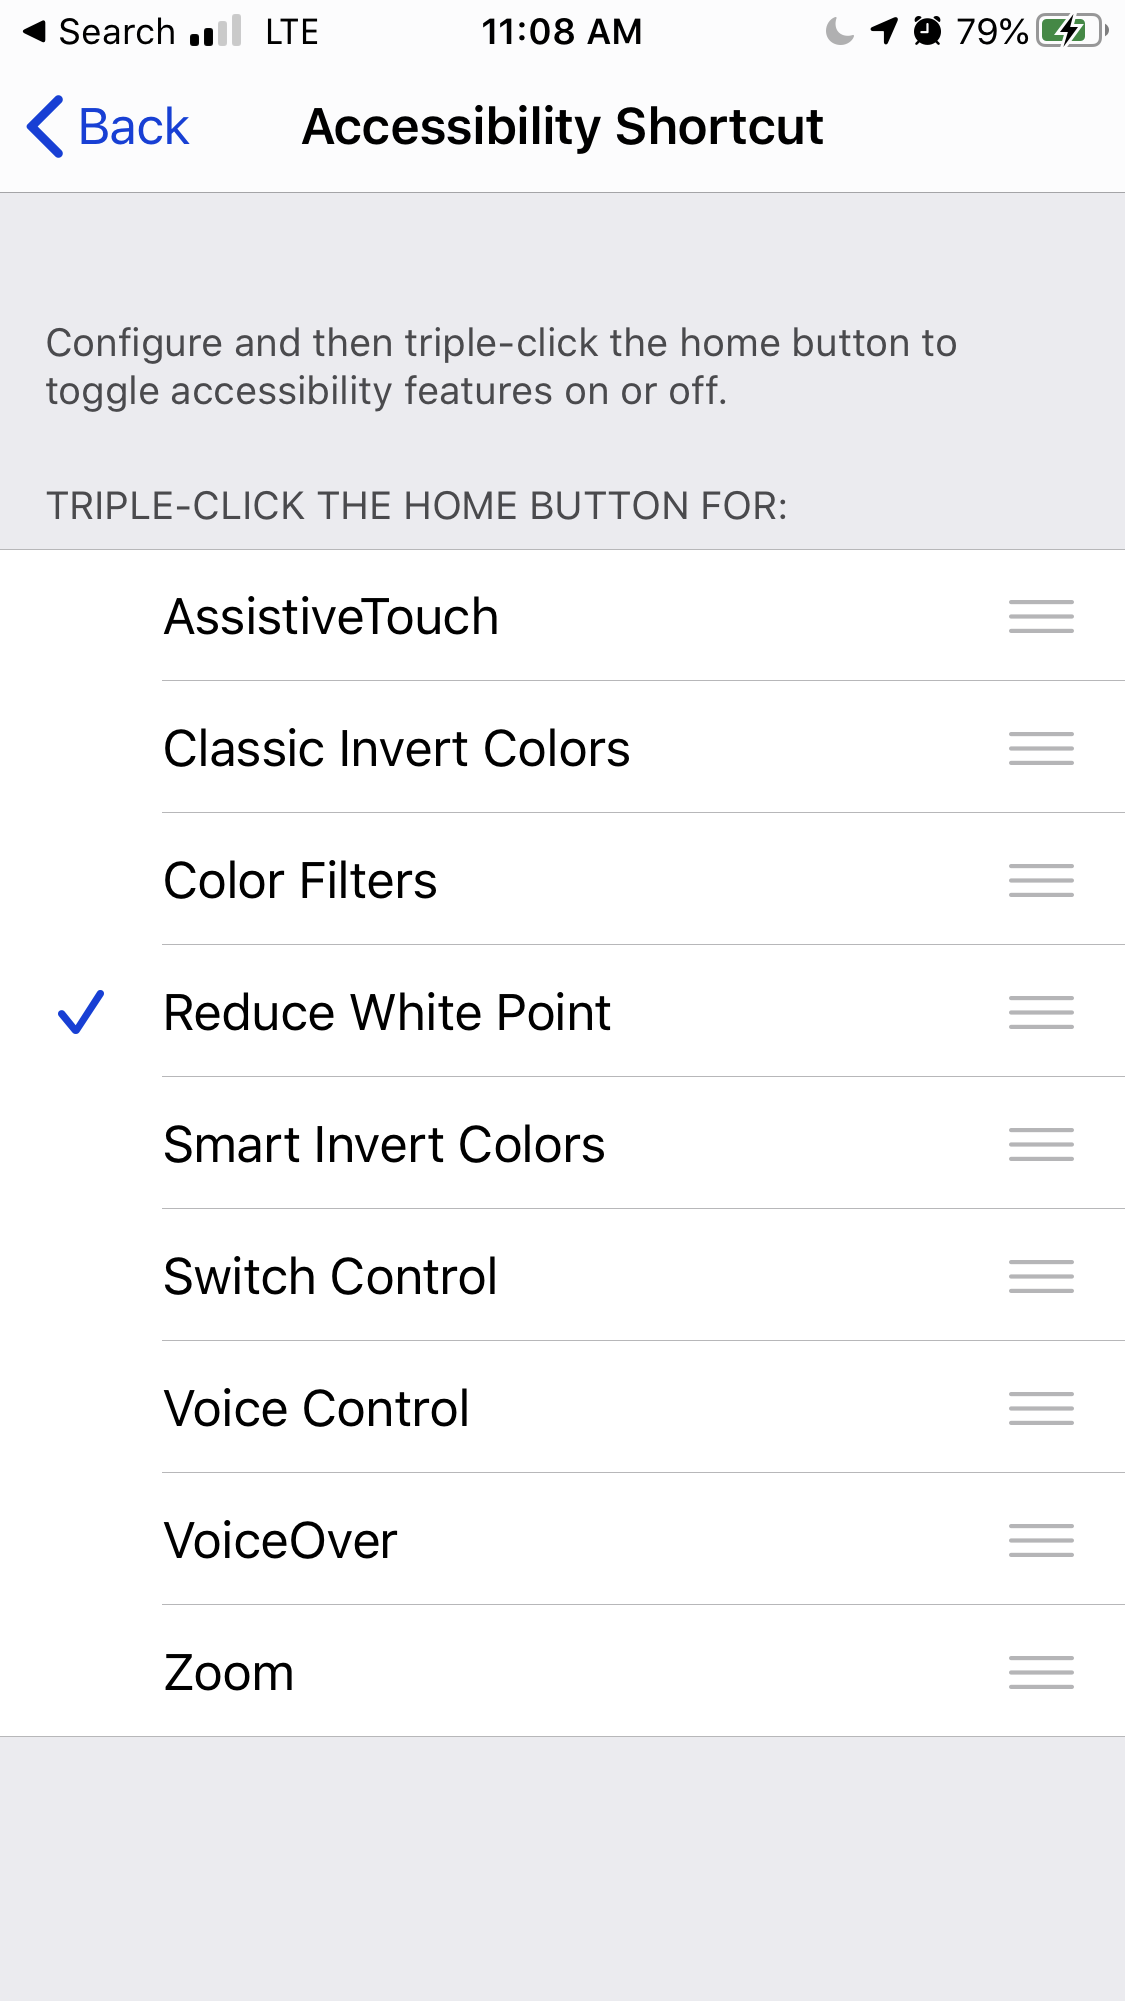 Search LTE 11:08 AM 79%
Back Accessibility Shortcut
Configure and then triple-click the home button to
toggle accessibility features on or off.
TRIPLE-CLICK THE HOME BUTTON FOR:
AssistiveTouch
Classic Invert Colors
Color Filters
Reduce White Point
Smart Invert Colors
Switch Control
Voice Control
VoiceOver
Zoom